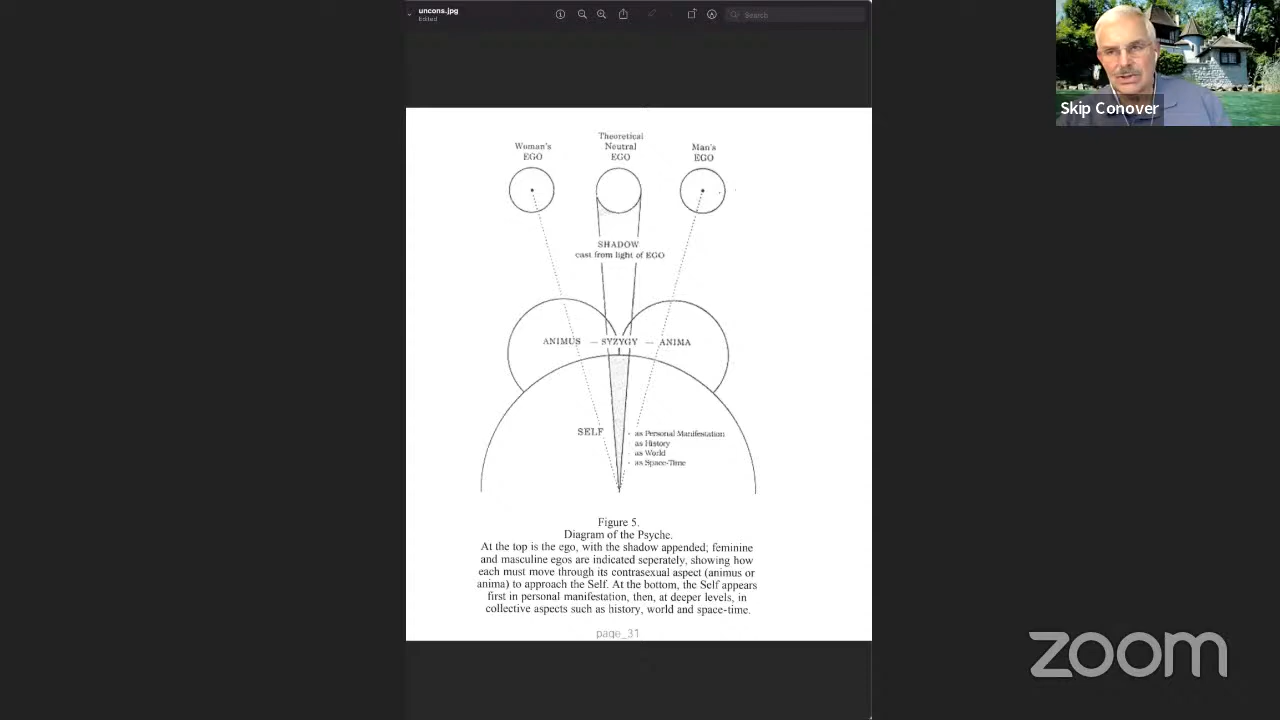 uncons.jpg
Edited
Search
Skip Conover
Woman's
EGO
Theoretical
Neutral
EGO
Man's
EGO
SHADOW
cast from light of EGO
ANIMUS — SYZYGY — ANIMA
SELF
- as Personal Manifestation
as History
as World
- as Space-Time
Figure 5.
Diagram of the Psyche.
At the top is the ego, with the shadow appended; feminine
and masculine egos are indicated seperately, showing how
each must move through its contrasexual aspect (animus or
anima) to approach the Self. At the bottom, the Self appears
first in personal manifestation, then, at deeper levels, in
collective aspects such as history, world and space-time.
page_31
zoom